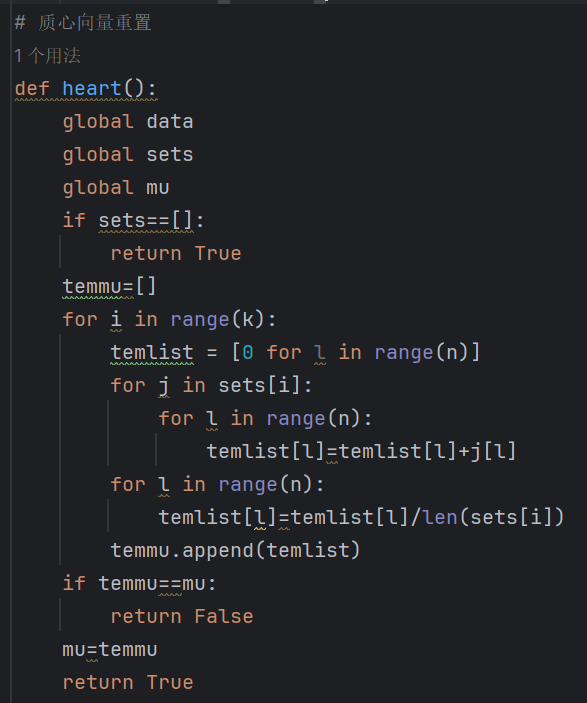 # 质心向量重置
1个用法
def heart():
    global data
    global sets
    global mu
    if sets==[]:
        return True
    temmu=[]
    for i in range(k):
        temlist = [0 for l in range(n)]
        for j in sets[i]:
            for l in range(n):
                temlist[l]=temlist[l]+j[l]
        for l in range(n):
            temlist[l]=temlist[l]/len(sets[i])
        temmu.append(temlist)
    if temmu==mu:
        return False
    mu=temmu
    return True